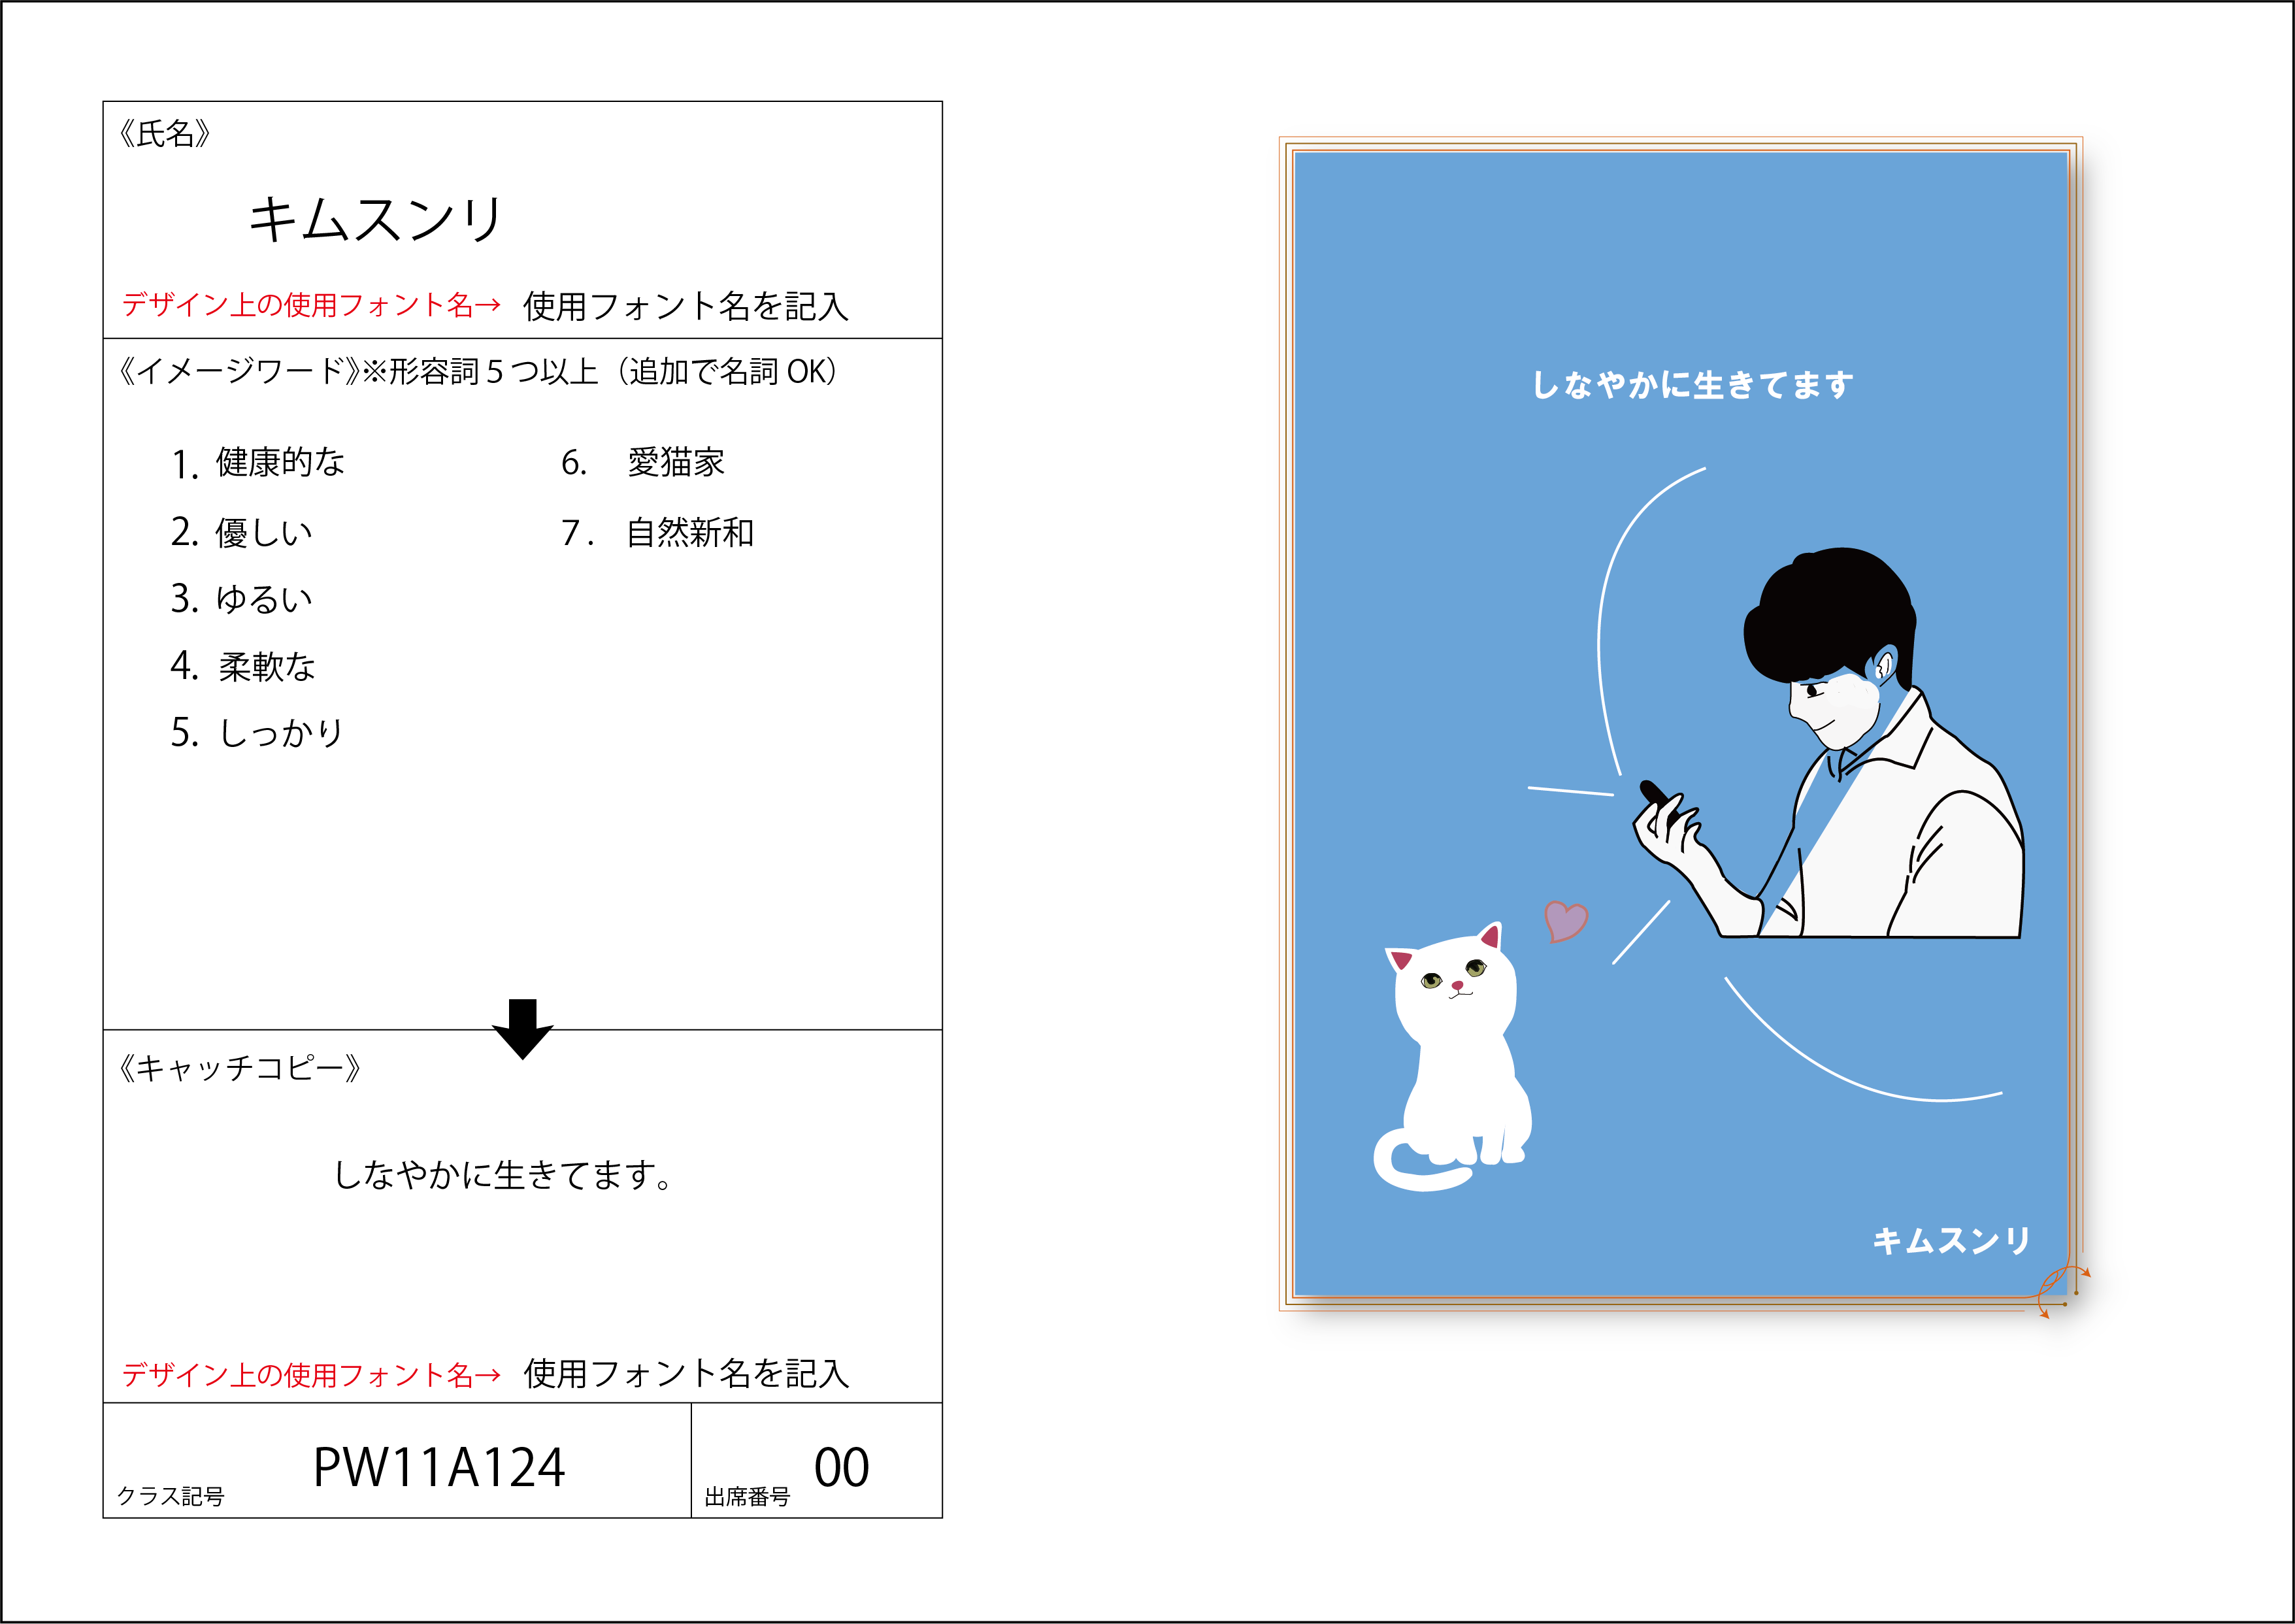 《氏名》
キムスンリ
デザイン上の使用フォント名→ 使用フォント名を記入
《イメージワード》※形容詞 5 つ以上（追加で名詞 OK）
1. 健康的な
2. 優しい
3. ゆるい
4. 柔軟な
5. しっかり
6. 愛猫家
7. 自然新和
《キャッチコピー》
しなやかに生きてます。
デザイン上の使用フォント名→ 使用フォント名を記入
クラス記号 PW11A124
出席番号 00
しなやかに生きてます
キムスンリ